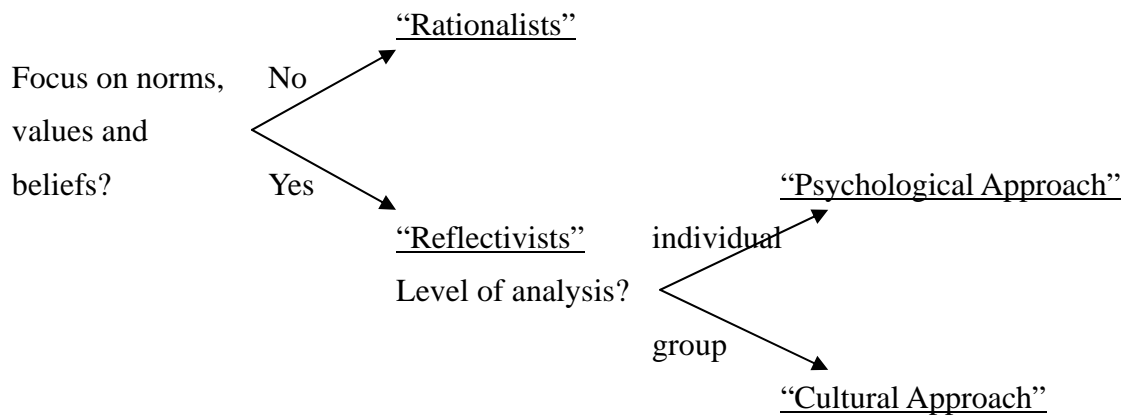 “Rationalists”
Focus on norms, No
values and
beliefs? Yes
“Psychological Approach”
“Reflectivists” individual
Level of analysis?
group
“Cultural Approach”